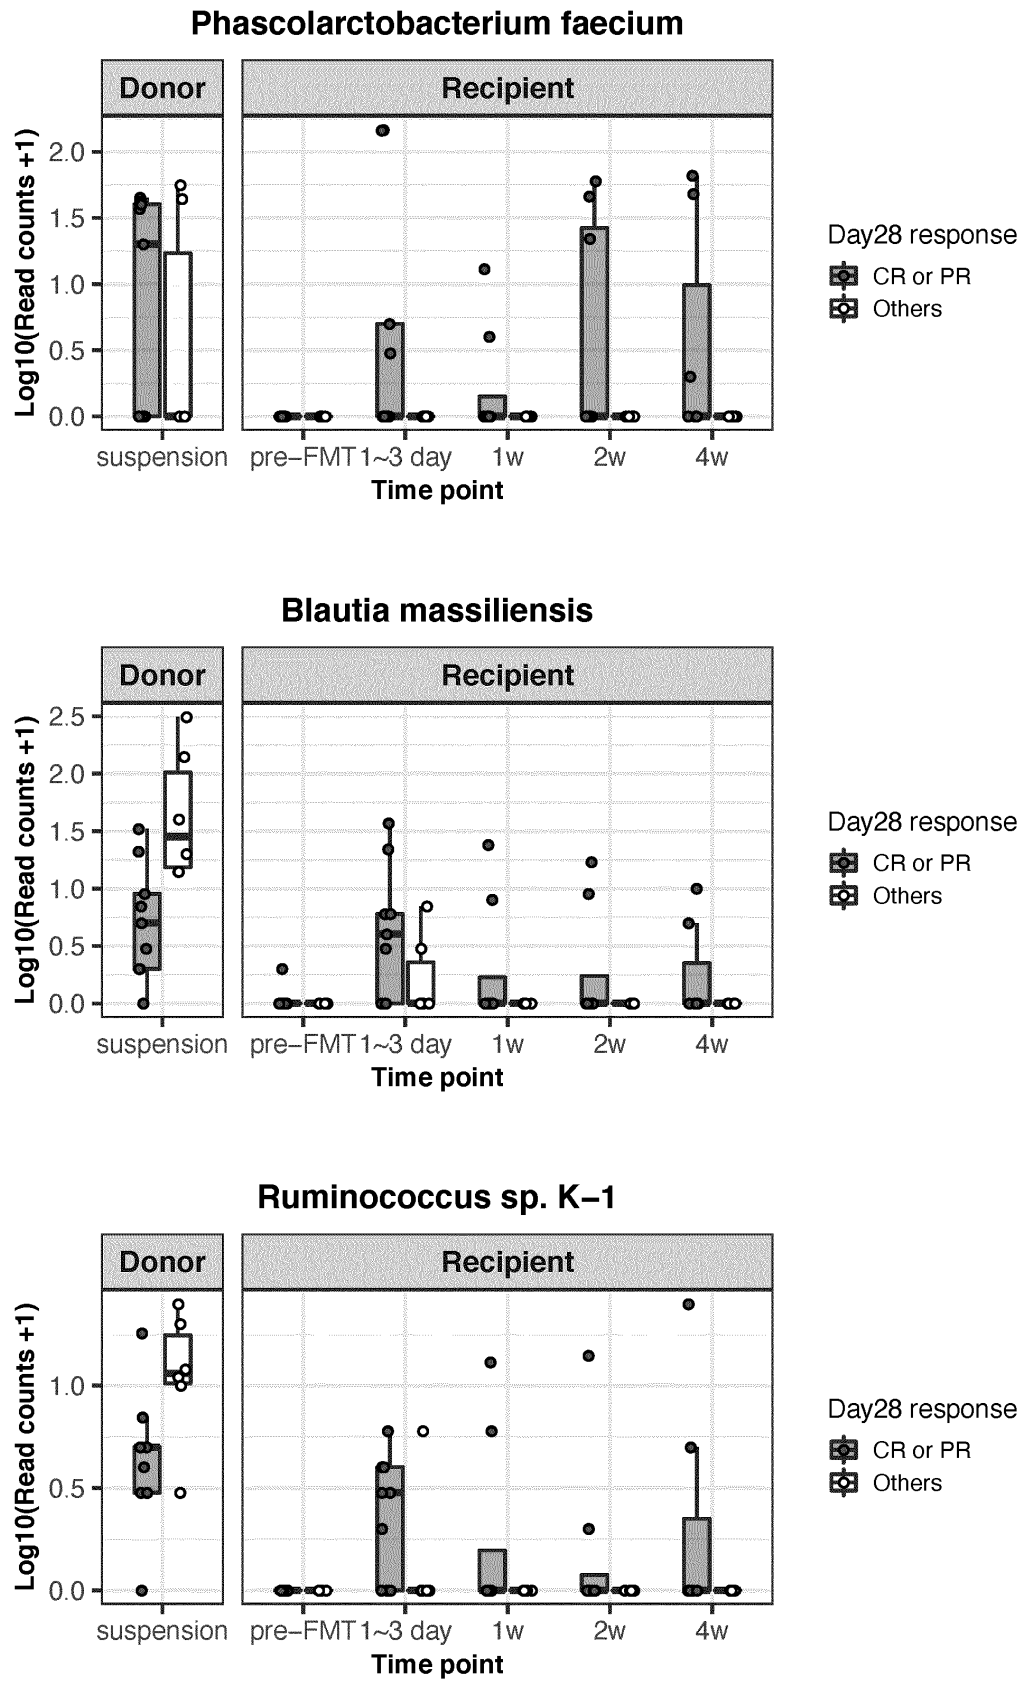 Phascolarctobacterium faecium
Donor
Recipient
Log10(Read counts +1)
2.0
1.5
1.0
0.5
0.0
suspension
pre−FMT
1~3 day
1w
2w
4w
Time point
Day28 response
CR or PR
Others
Blautia massiliensis
Donor
Recipient
Log10(Read counts +1)
2.5
2.0
1.5
1.0
0.5
0.0
suspension
pre−FMT
1~3 day
1w
2w
4w
Time point
Day28 response
CR or PR
Others
Ruminococcus sp. K−1
Donor
Recipient
Log10(Read counts +1)
1.0
0.5
0.0
suspension
pre−FMT
1~3 day
1w
2w
4w
Time point
Day28 response
CR or PR
Others